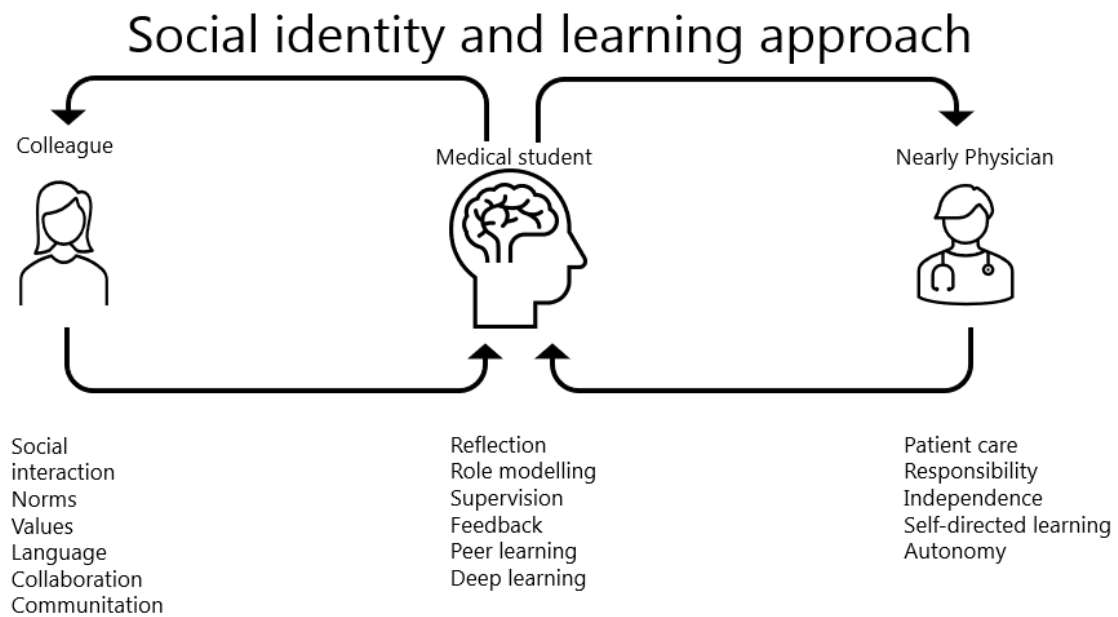 Social identity and learning approach
Colleague
Medical student
Nearly Physician
Social
interaction
Norms
Values
Language
Collaboration
Communitation
Reflection
Role modelling
Supervision
Feedback
Peer learning
Deep learning
Patient care
Responsibility
Independence
Self-directed learning
Autonomy